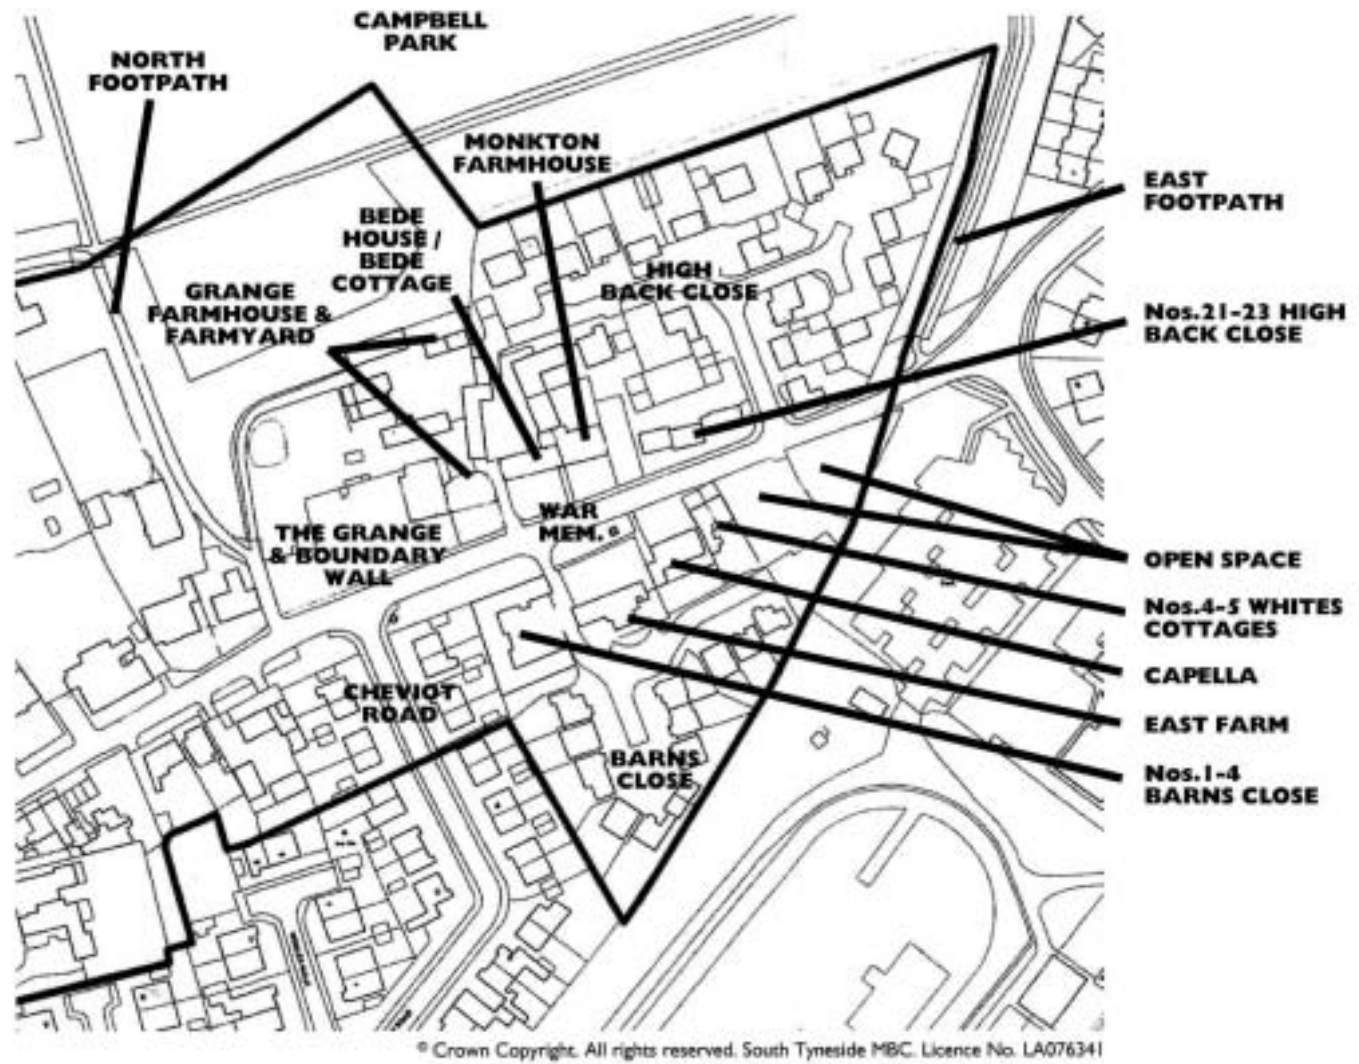 CAMPBELL
PARK
NORTH
FOOTPATH
MONKTON
FARMHOUSE
EAST
FOOTPATH
BEDE
HOUSE /
BEDE
COTTAGE
HIGH
BACK CLOSE
GRANGE
FARMHOUSE &
FARMYARD
Nos.21-23 HIGH
BACK CLOSE
WAR
MEM.
THE GRANGE
& BOUNDARY
WALL
OPEN SPACE
Nos.4-5 WHITES
COTTAGES
CAPELLA
CHEVIOT
ROAD
EAST FARM
BARNS
CLOSE
Nos.1-4
BARNS CLOSE
© Crown Copyright. All rights reserved. South Tyneside MBC. Licence No. LA076341